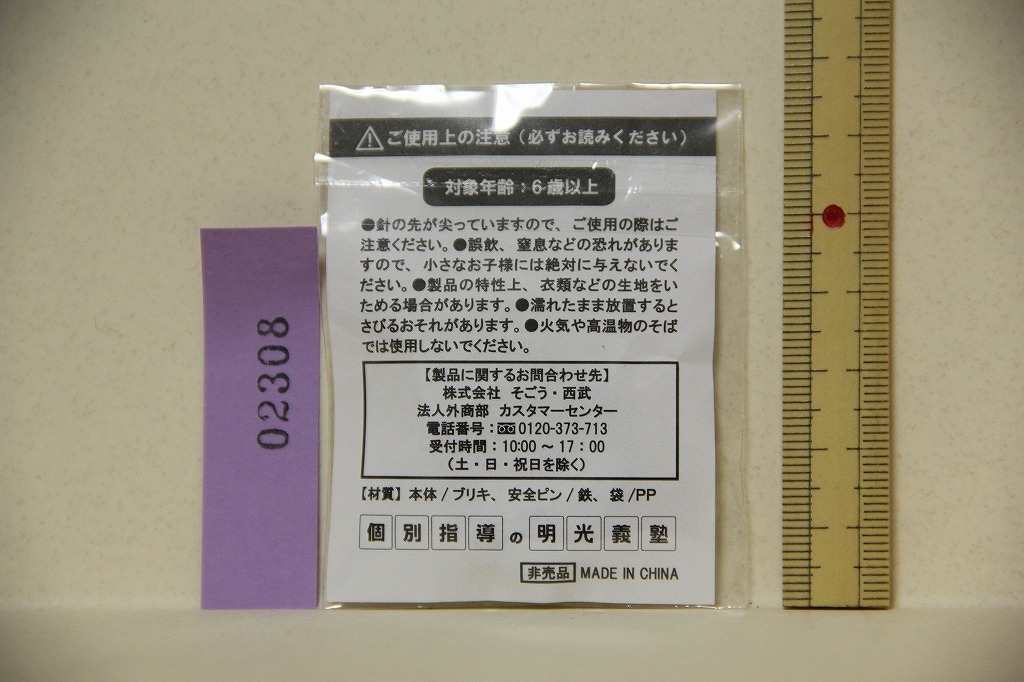 ⚠ご使用上の注意（必ずお読みください）
対象年齢：6歳以上
●針の先が尖っていますので、ご使用の際はご
注意ください。●誤飲、窒息などの恐れがありま
すので、小さなお子様には絶対に与えないでく
ださい。●製品の特性上、衣類などの生地をい
ためる場合があります。●濡れたまま放置すると
さびるおそれがあります。●火気や高温物のそば
では使用しないでください。
【製品に関するお問合わせ先】
株式会社 そごう・西武
法人外商部 カスタマーセンター
電話番号：0120-373-713
受付時間：10:00～17：00
（土・日・祝日を除く）
【材質】本体/ブリキ、安全ピン/鉄、袋/PP
個別指導の明光義塾
非売品 MADE IN CHINA
02308